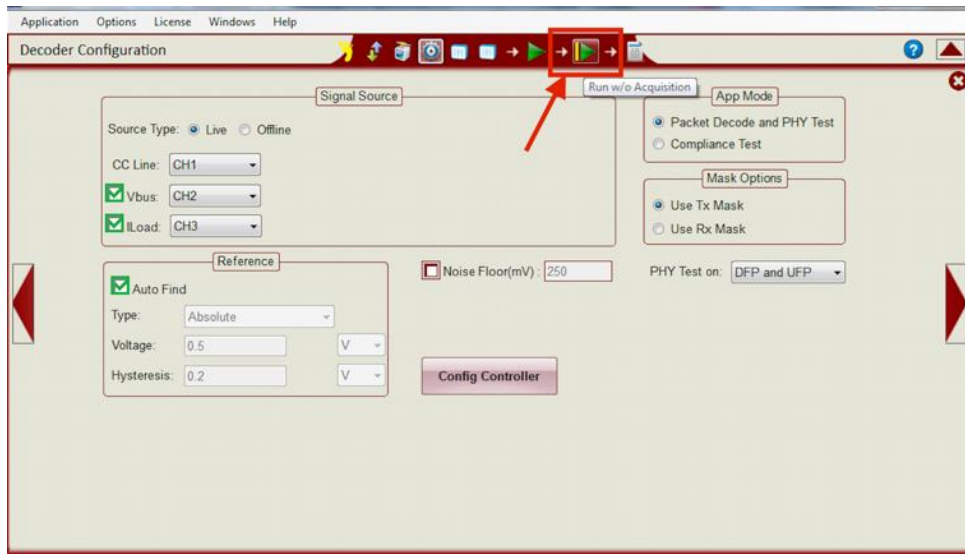 Application Options License Windows Help
Decoder Configuration
Run w/o Acquisition
Signal Source
Source Type: Live Offline
CC Line: CH1
Vbus: CH2
ILoad: CH3
App Mode
Packet Decode and PHY Test
Compliance Test
Mask Options
Use Tx Mask
Use Rx Mask
Reference
Auto Find
Type: Absolute
Voltage: 0.5 V
Hysteresis: 0.2 V
Noise Floor(mV) : 250
PHY Test on: DFP and UFP
Config Controller